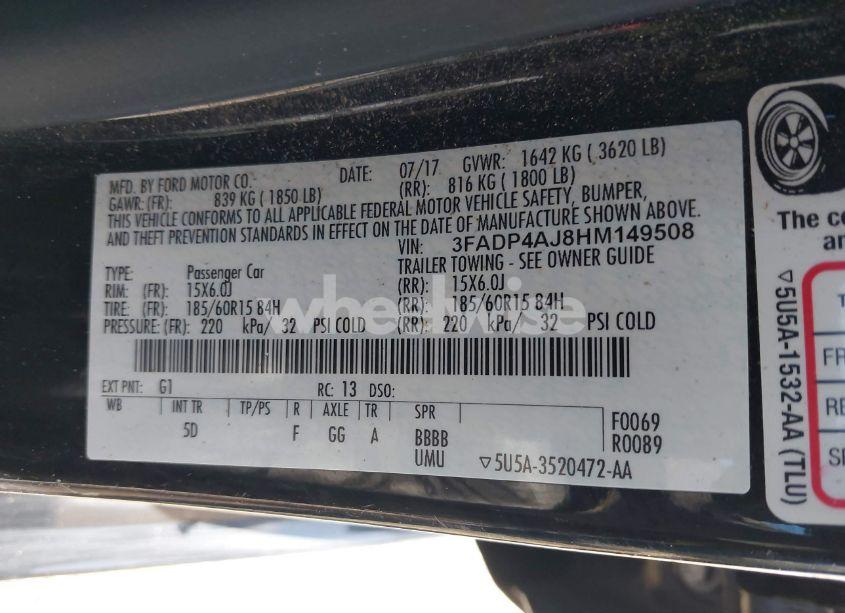 MFD. BY FORD MOTOR CO. DATE: 07/17 GVWR: 1642 KG ( 3620 LB)
GAWR: (FR): 839 KG ( 1850 LB) (RR): 816 KG ( 1800 LB)
THIS VEHICLE CONFORMS TO ALL APPLICABLE FEDERAL MOTOR VEHICLE SAFETY, BUMPER,
AND THEFT PREVENTION STANDARDS IN EFFECT ON THE DATE OF MANUFACTURE SHOWN ABOVE.
VIN: 3FADP4AJ8HM149508
TYPE: Passenger Car TRAILER TOWING - SEE OWNER GUIDE
RIM: (FR): 15X6.0J (RR): 15X6.0J
TIRE: (FR): 185/60R15 84H (RR): 185/60R15 84H
PRESSURE: (FR): 220 kPa/ 32 PSI COLD (RR): 220 kPa/ 32 PSI COLD
wheelwise
EXT PNT: G1 RC: 13 DSO:
WB INT TR TP/PS R AXLE TR SPR
5D F GG A BBBB
UMU
F0069
R0089
▽5U5A-3520472-AA
The co
an
▽5U5A-1532-AA (TLU)
T
FR
RE
SP